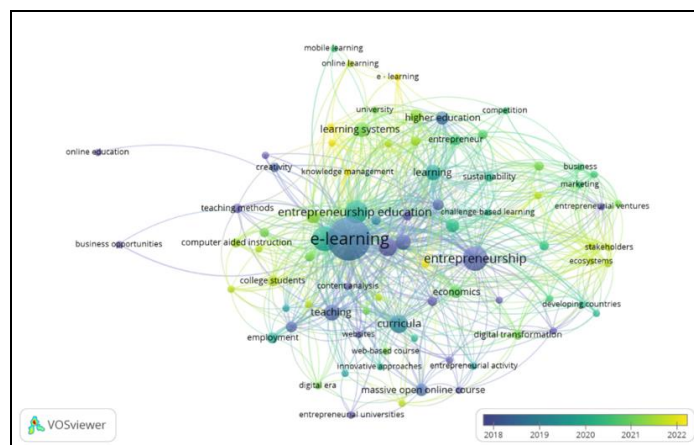 mobile learning
online learning
e - learning
university
competition
higher education
learning systems
entrepreneur
online education
creativity
knowledge management
learning
sustainability
business
marketing
teaching methods
entrepreneurship education
challenge based learning
entrepreneurial ventures
business opportunities
computer aided instruction
e-learning
stakeholders
ecosystems
entrepreneurship
college students
content analysis
economics
developing countries
teaching
curricula
employment
websites
digital transformation
web-based course
innovative approaches
entrepreneurial activity
digital era
massive open online course
entrepreneurial universities
VOSviewer
2018 2019 2020 2021 2022